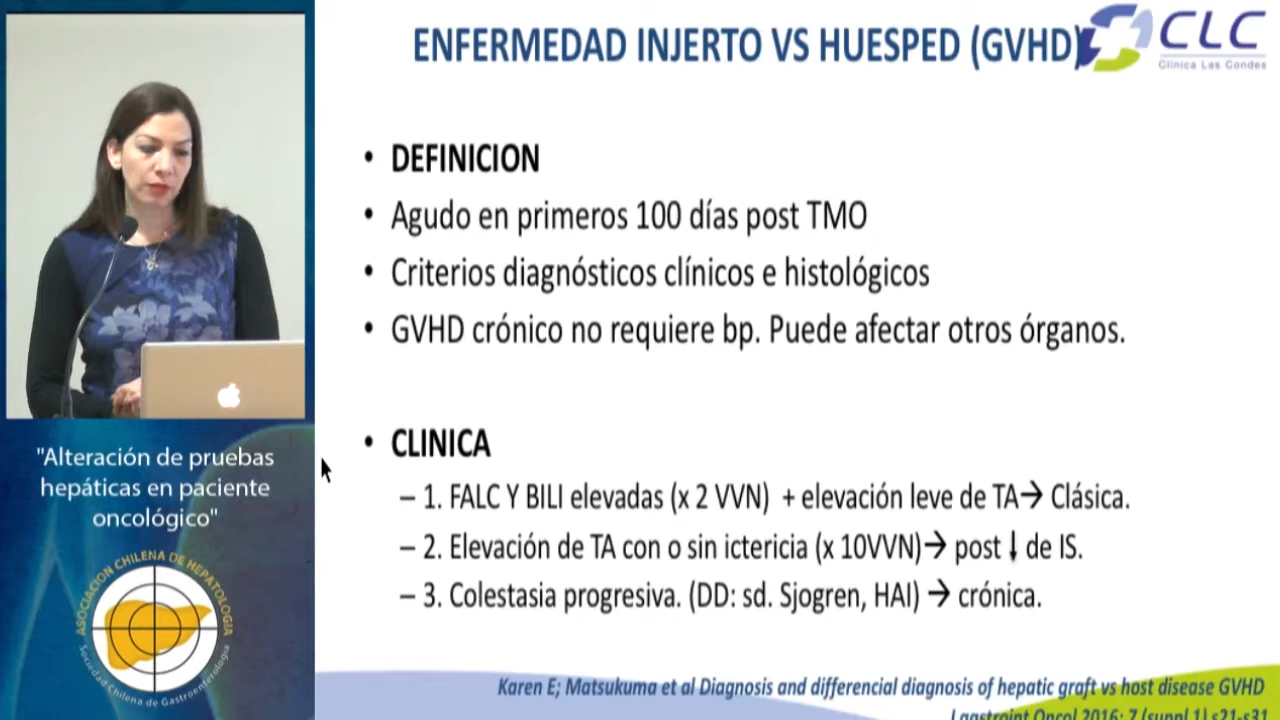 ENFERMEDAD INJERTO VS HUESPED (GVHD)
CLC
Clínica Las Condes
• DEFINICION
• Agudo en primeros 100 días post TMO
• Criterios diagnósticos clínicos e histológicos
• GVHD crónico no requiere bp. Puede afectar otros órganos.
• CLINICA
– 1. FALC Y BILI elevadas (x 2 VVN) + elevación leve de TA→ Clásica.
– 2. Elevación de TA con o sin ictericia (x 10VVN)→ post ↓ de IS.
– 3. Colestasia progresiva. (DD: sd. Sjogren, HAI) → crónica.
Karen E; Matsukuma et al Diagnosis and differencial diagnosis of hepatic graft vs host disease GVHD
J gastroint Oncol 2016; 7 (suppl 1) s21-s31
"Alteración de pruebas
hepáticas en paciente
oncológico"
ASOCIACION CHILENA DE HEPATOLOGIA
Sociedad Chilena de Gastroenterología